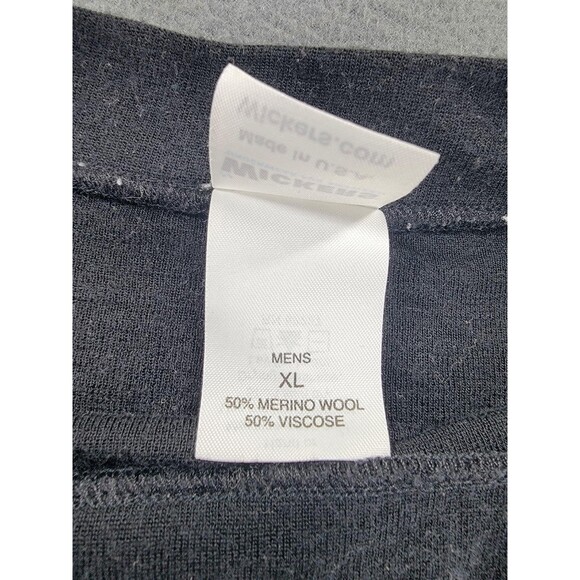 Wickers.com
Made in U.S.A.
WICKERS
MENS
XL
50% MERINO WOOL
50% VISCOSE